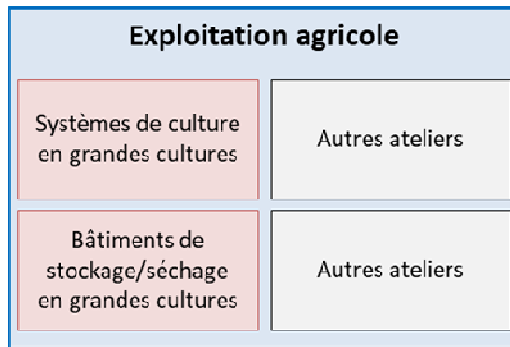 Exploitation agricole
Systèmes de culture
en grandes cultures
Autres ateliers
Bâtiments de
stockage/séchage
en grandes cultures
Autres ateliers